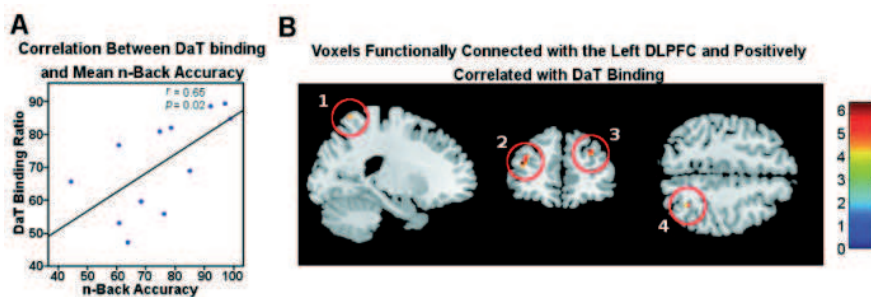 A
Correlation Between DaT binding
and Mean n-Back Accuracy
r = 0.65
p = 0.02
DaT Binding Ratio
90
80
70
60
50
40
40 50 60 70 80 90 100
n-Back Accuracy
B
Voxels Functionally Connected with the Left DLPFC and Positively
Correlated with DaT Binding
1
2
3
4
6
5
4
3
2
1
0